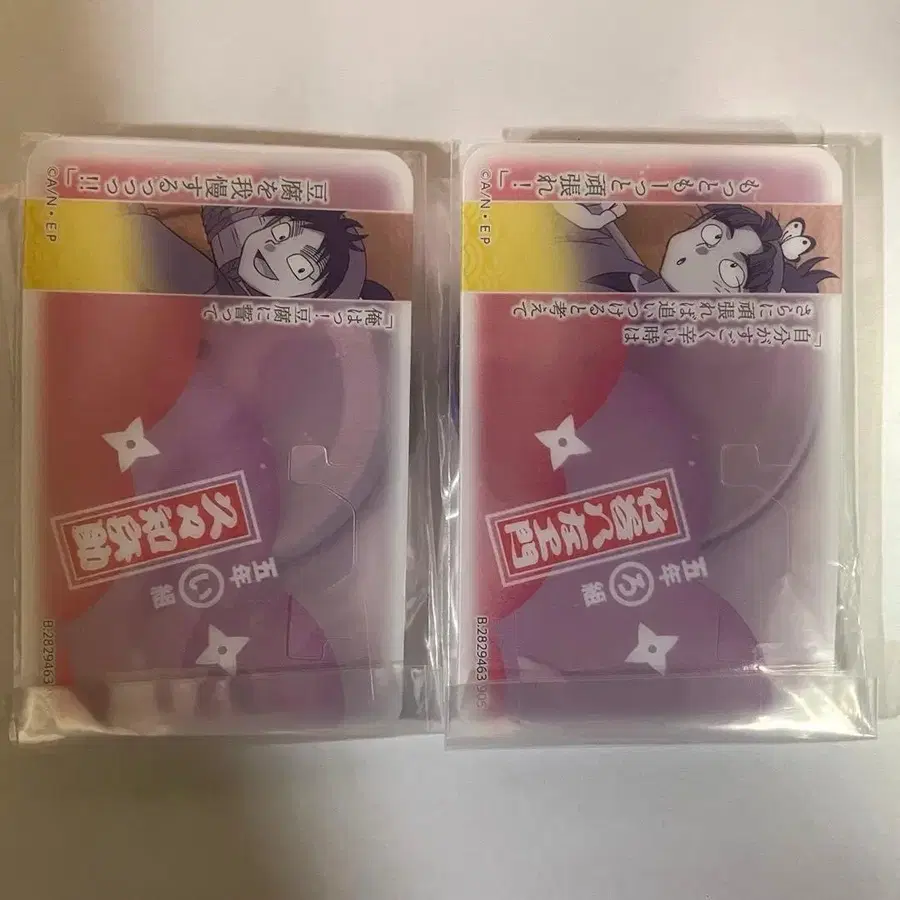 「俺はっ!豆腐に誓って
豆腐を我慢するっっっ!!」
©A/N・EP
久々知兵助
五年い組
B:2829463
「自分がすごく辛い時は
さらに頑張れば追いつけると考えて
もっともーっと頑張れ!」
©A/N・EP
竹谷八左ヱ門
五年ろ組
B:2829463 905